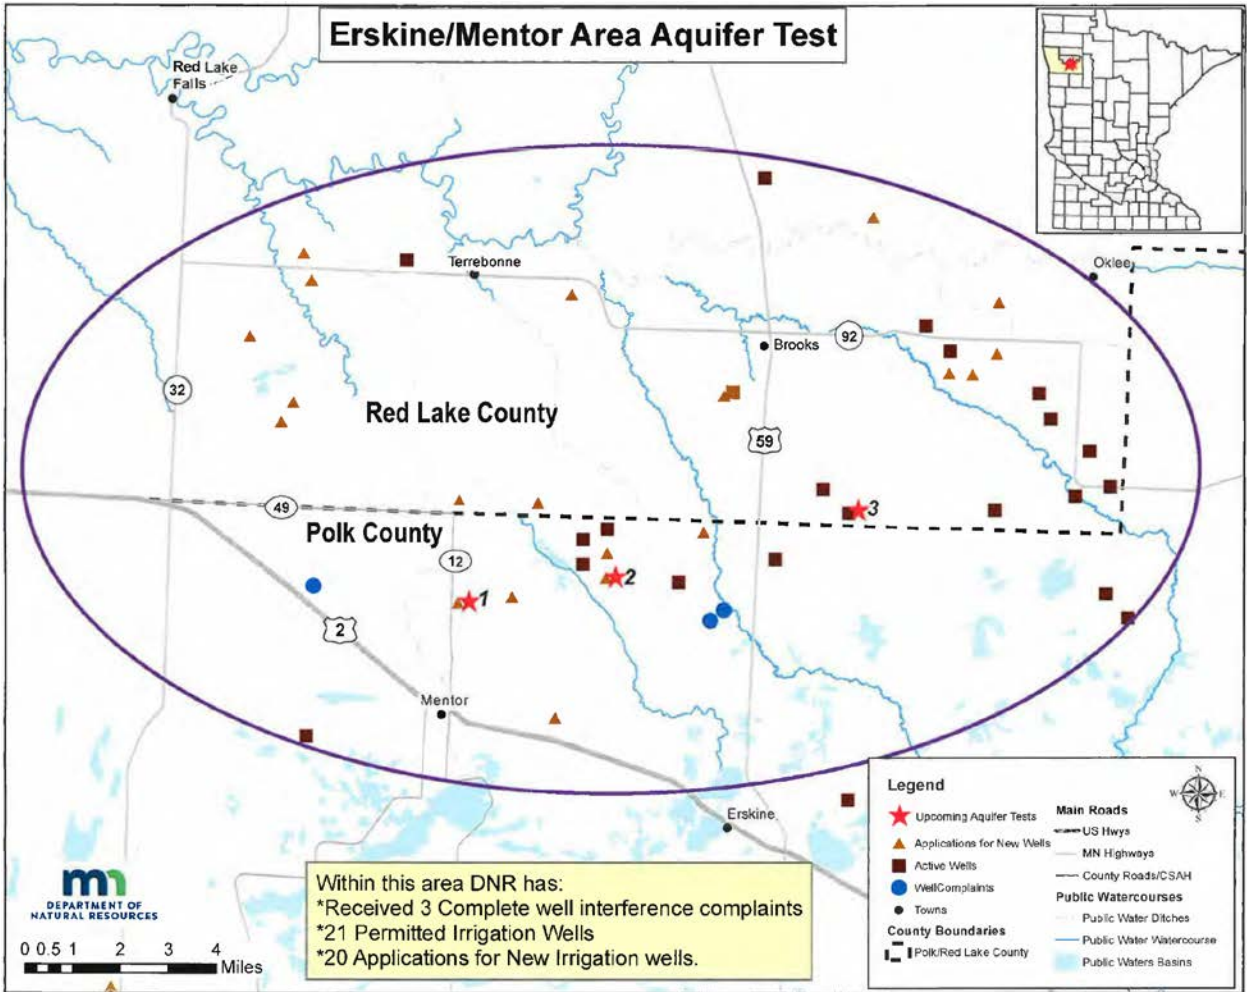 Erskine/Mentor Area Aquifer Test
Red Lake
Falls
Terrebonne
Oklee
Brooks
92
32
Red Lake County
59
49
3
Polk County
12
2
1
2
Mentor
Erskine
Legend
Upcoming Aquifer Tests
Applications for New Wells
Active Wells
WellComplaints
Towns
County Boundaries
Polk/Red Lake County
N
W E
S
Main Roads
US Hwys
MN Highways
County Roads/CSAH
Public Watercourses
Public Water Ditches
Public Water Watercourse
Public Waters Basins
mn
DEPARTMENT OF
NATURAL RESOURCES
0 0.5 1 2 3 4
Miles
Within this area DNR has:
*Received 3 Complete well interference complaints
*21 Permitted Irrigation Wells
*20 Applications for New Irrigation wells.